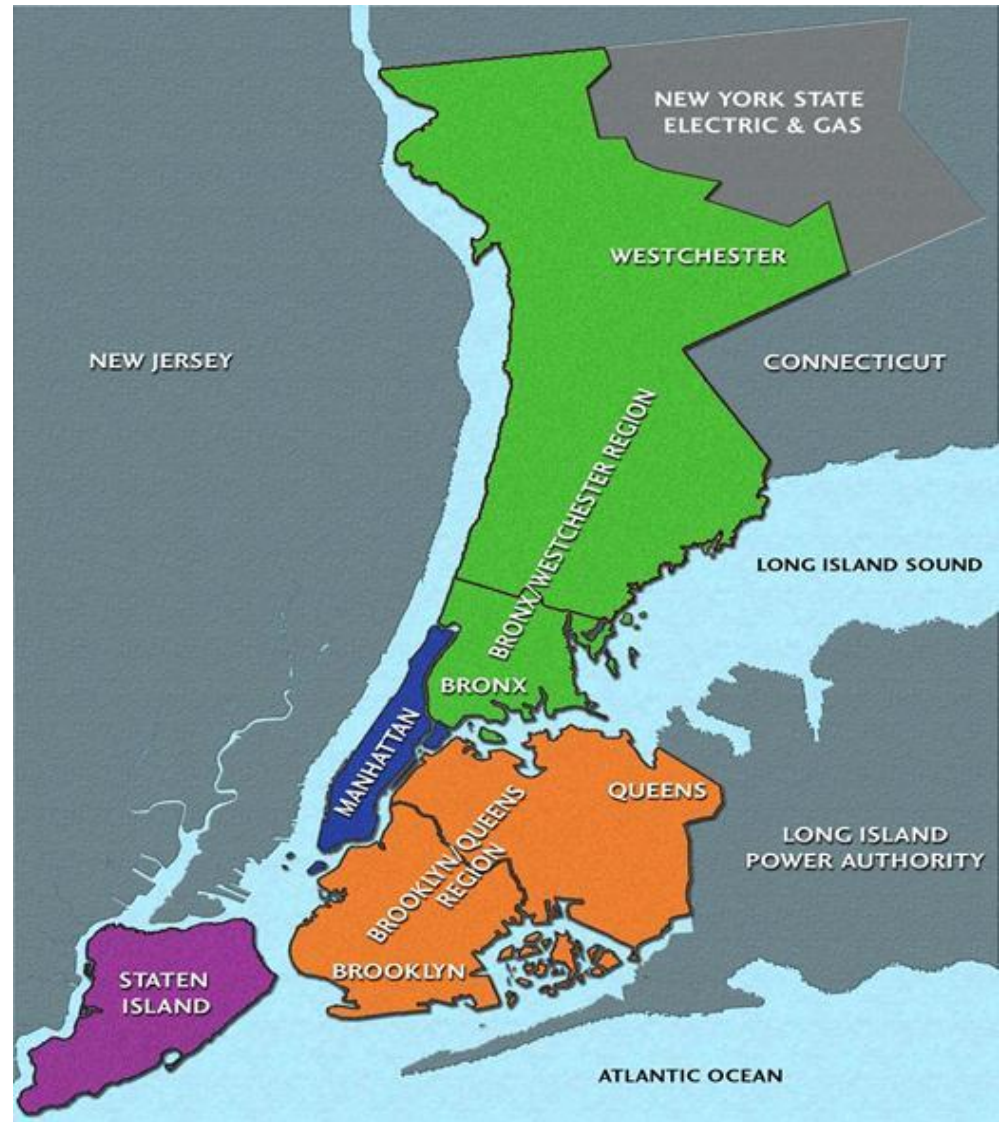 NEW YORK STATE
ELECTRIC & GAS
WESTCHESTER
NEW JERSEY
CONNECTICUT
BRONX/WESTCHESTER REGION
LONG ISLAND SOUND
BRONX
MANHATTAN
QUEENS
BROOKLYN/QUEENS
REGION
LONG ISLAND
POWER AUTHORITY
BROOKLYN
STATEN
ISLAND
ATLANTIC OCEAN